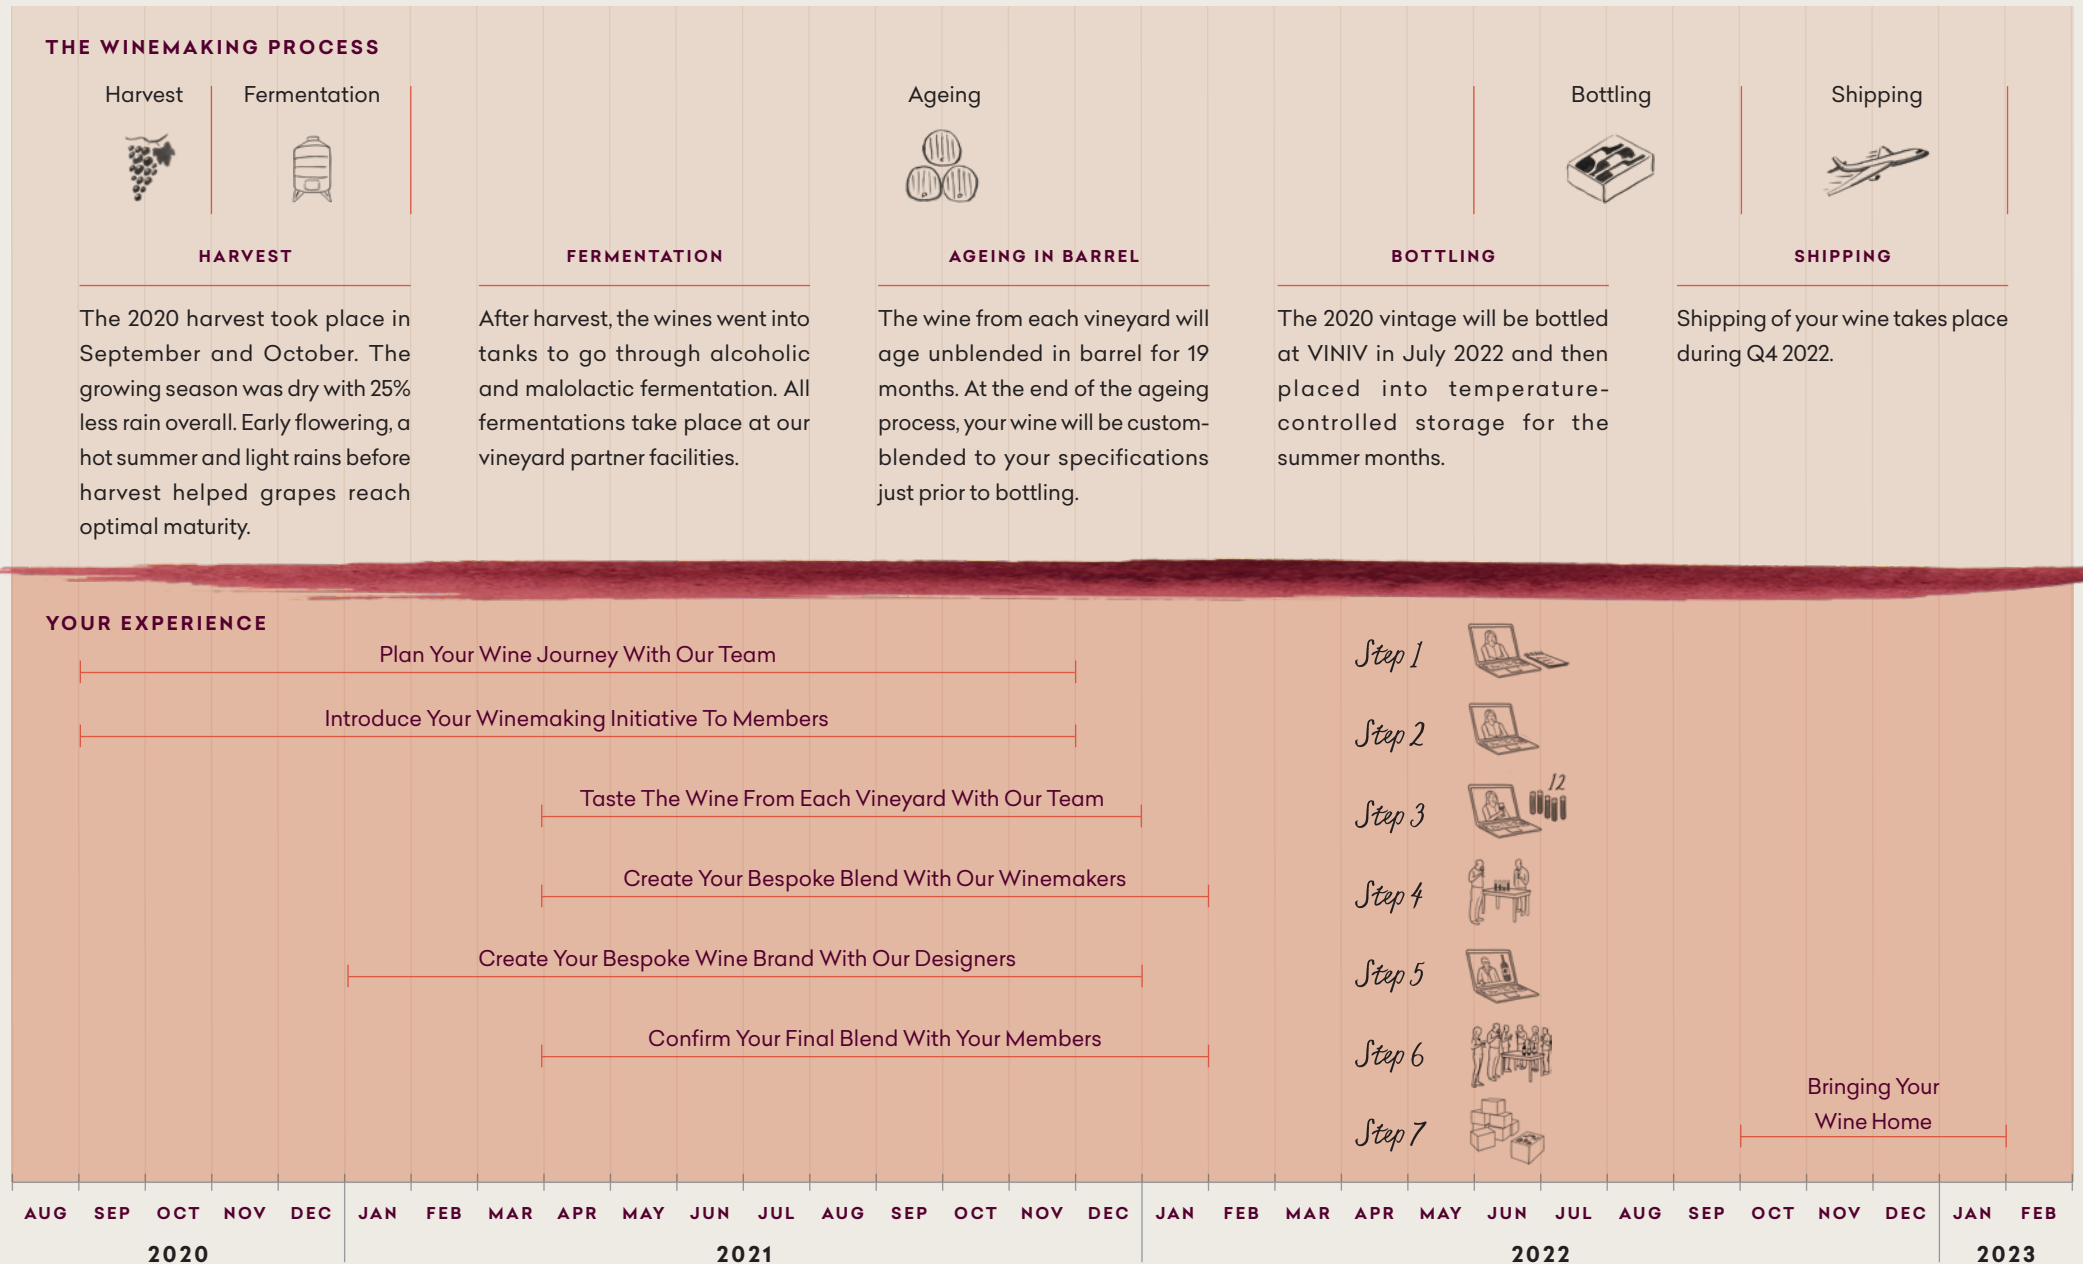 THE WINEMAKING PROCESS
Harvest
Fermentation
Ageing
Bottling
Shipping
HARVEST
The 2020 harvest took place in
September and October. The
growing season was dry with 25%
less rain overall. Early flowering, a
hot summer and light rains before
harvest helped grapes reach
optimal maturity.
FERMENTATION
After harvest, the wines went into
tanks to go through alcoholic
and malolactic fermentation. All
fermentations take place at our
vineyard partner facilities.
AGEING IN BARREL
The wine from each vineyard will
age unblended in barrel for 19
months. At the end of the ageing
process, your wine will be custom-
blended to your specifications
just prior to bottling.
BOTTLING
The 2020 vintage will be bottled
at VINIV in July 2022 and then
placed into temperature-
controlled storage for the
summer months.
SHIPPING
Shipping of your wine takes place
during Q4 2022.
YOUR EXPERIENCE
Plan Your Wine Journey With Our Team
Step 1
Introduce Your Winemaking Initiative To Members
Step 2
Taste The Wine From Each Vineyard With Our Team
Step 3
12
Create Your Bespoke Blend With Our Winemakers
Step 4
Create Your Bespoke Wine Brand With Our Designers
Step 5
Confirm Your Final Blend With Your Members
Step 6
Step 7
Bringing Your
Wine Home
AUG SEP OCT NOV DEC JAN FEB MAR APR MAY JUN JUL AUG SEP OCT NOV DEC JAN FEB MAR APR MAY JUN JUL AUG SEP OCT NOV DEC JAN FEB
2020 2021 2022 2023